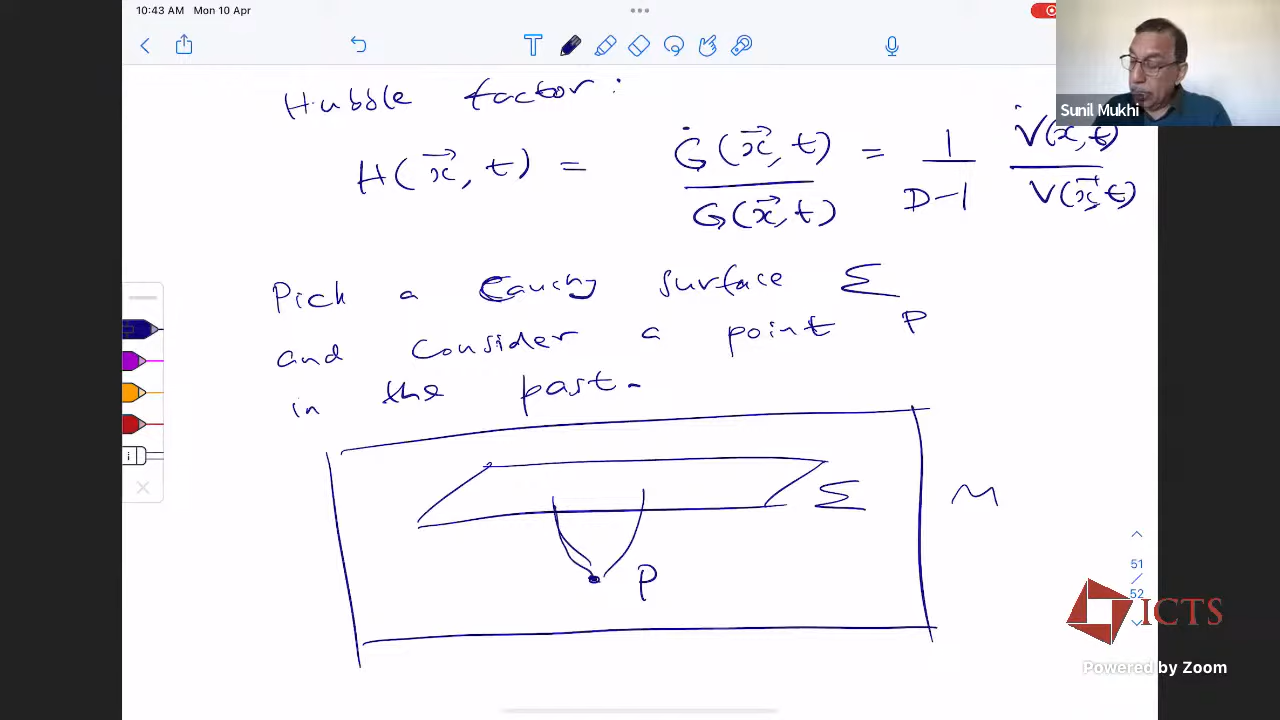 10:43 AM Mon 10 Apr
Sunil Mukhi
Hubble factor:
H(x⃗, t) = Ġ(x⃗, t) / G(x⃗, t) = 1 / (D-1) V̇(x, t) / V(x⃗, t)
Pick a Cauchy surface Σ
and consider a point P
in the past.
Σ
M
P
51
/
52
ICTS
Powered by Zoom